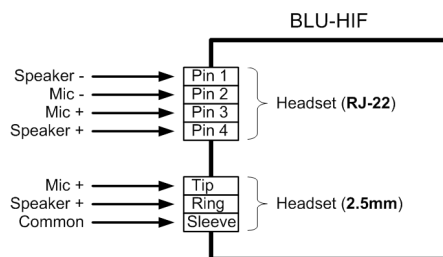 BLU-HIF
Speaker - Pin 1
Mic - Pin 2
Mic + Pin 3
Speaker + Pin 4
Headset (RJ-22)
Mic + Tip
Speaker + Ring
Common Sleeve
Headset (2.5mm)